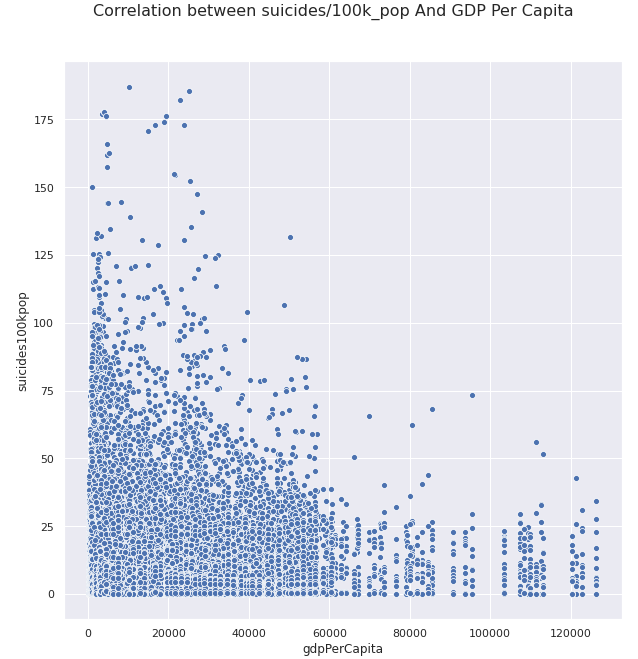 Correlation between suicides/100k_pop And GDP Per Capita
175
150
125
100
75
50
25
0
suicides100kpop
0 20000 40000 60000 80000 100000 120000
gdpPerCapita